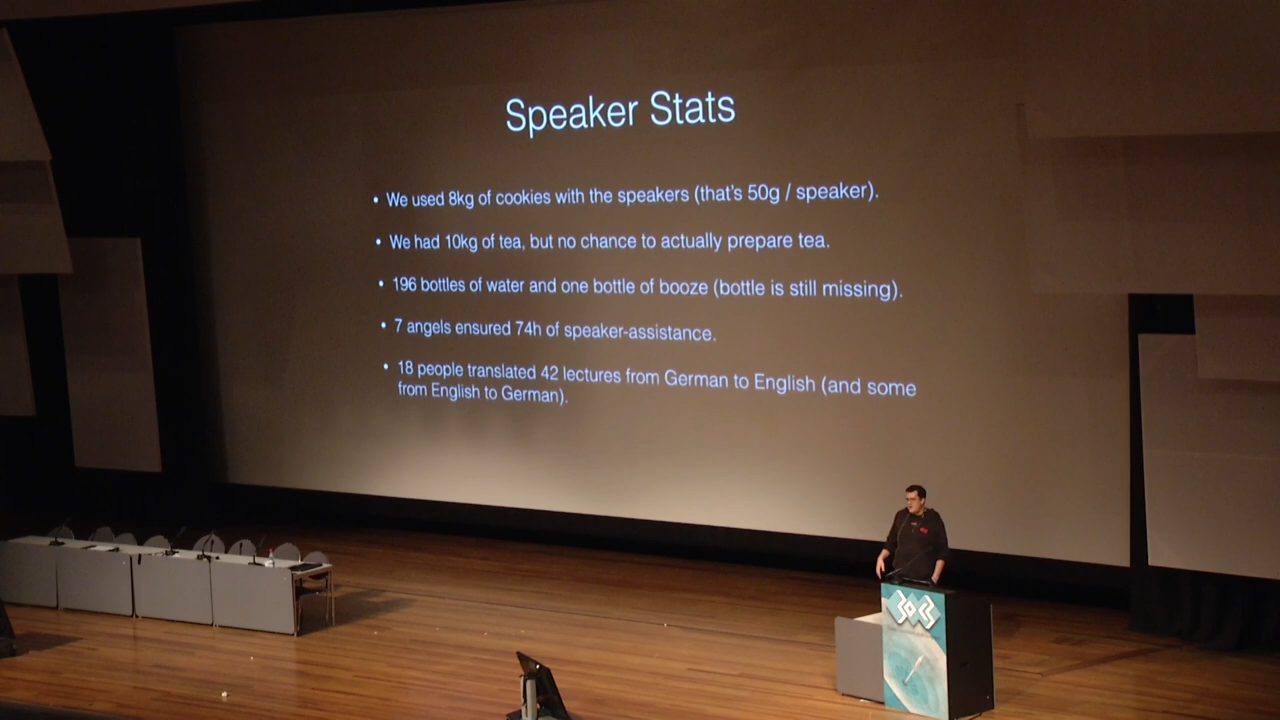 Speaker Stats
• We used 8kg of cookies with the speakers (that's 50g / speaker).
• We had 10kg of tea, but no chance to actually prepare tea.
• 196 bottles of water and one bottle of booze (bottle is still missing).
• 7 angels ensured 74h of speaker-assistance.
• 18 people translated 42 lectures from German to English (and some
from English to German).
30C3